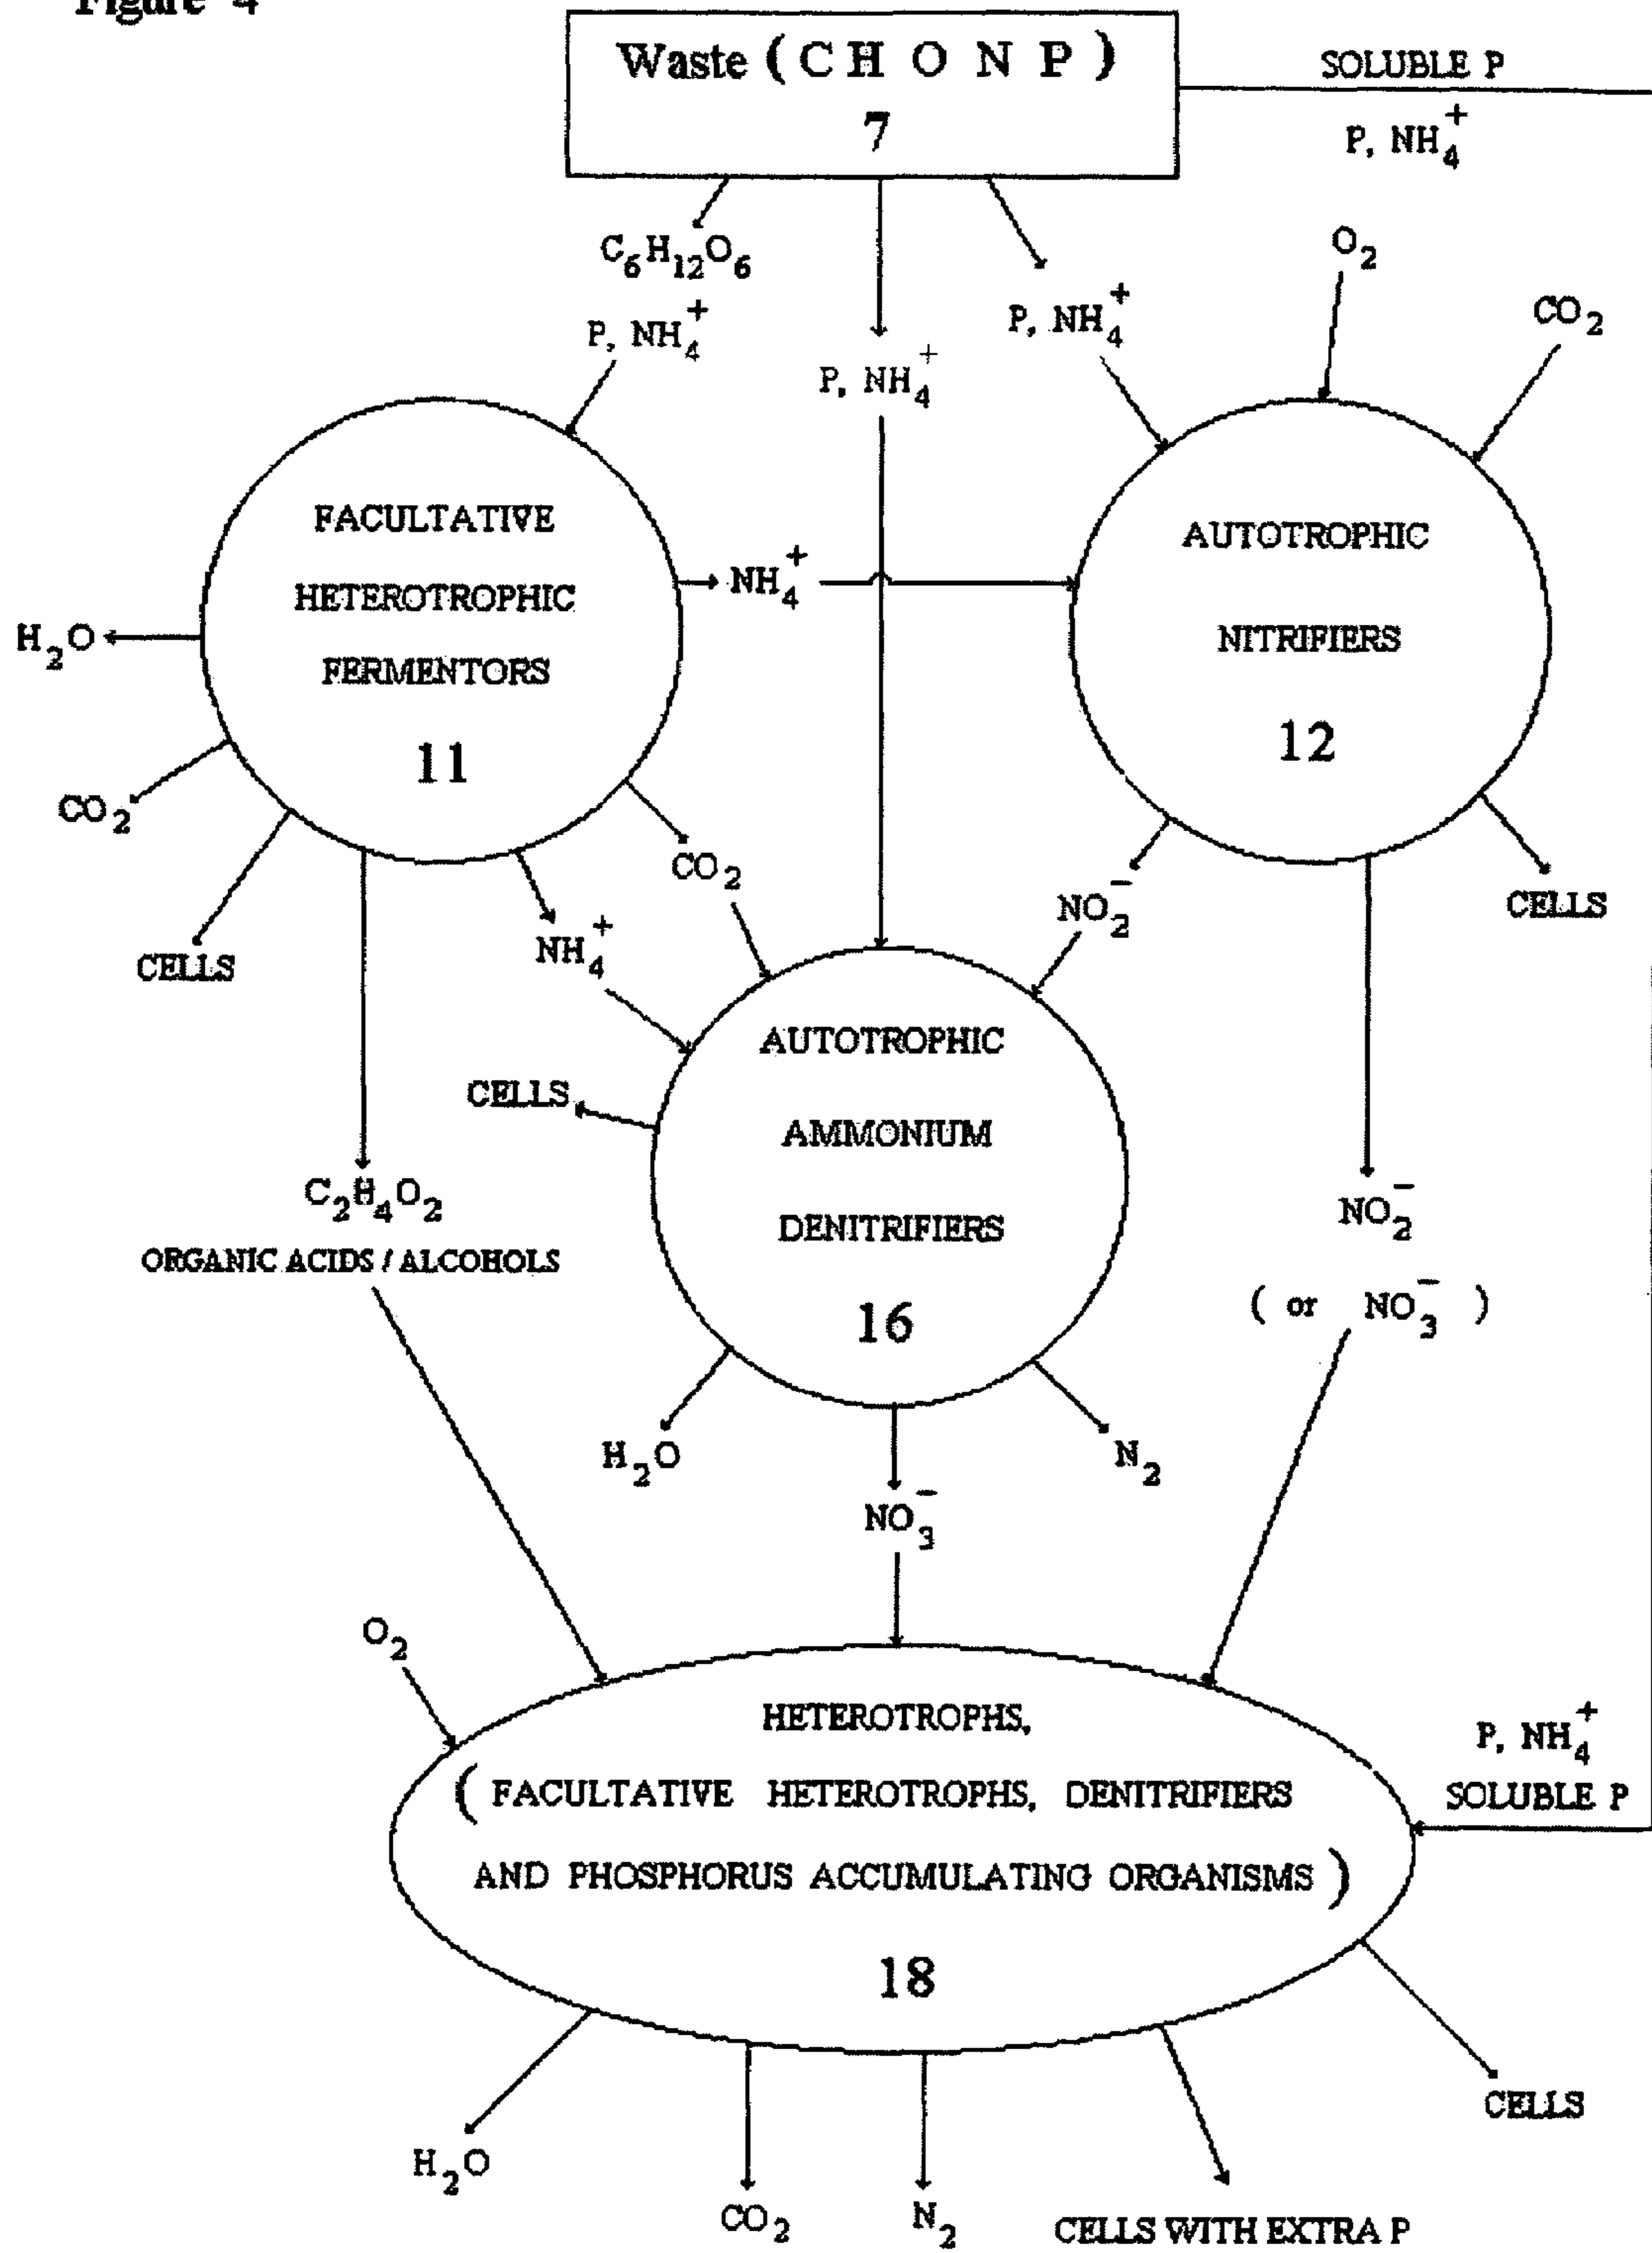 Figure 4
Waste ( C H O N P )
7
SOLUBLE P
P, NH₄⁺
C₆H₁₂O₆
P, NH₄⁺
P, NH₄⁺
P, NH₄⁺
O₂
CO₂
FACULTATIVE
HETEROTROPHIC
FERMENTORS
11
NH₄⁺
AUTOTROPHIC
NITRIFIERS
12
H₂O
CO₂
CELLS
NH₄⁺
CO₂
NO₂⁻
CELLS
AUTOTROPHIC
AMMONIUM
DENITRIFIERS
16
CELLS
C₂H₄O₂
ORGANIC ACIDS / ALCOHOLS
NO₂⁻
( or NO₃⁻ )
H₂O
NO₃⁻
N₂
O₂
HETEROTROPHS,
( FACULTATIVE HETEROTROPHS, DENITRIFIERS
AND PHOSPHORUS ACCUMULATING ORGANISMS )
18
P, NH₄⁺
SOLUBLE P
H₂O
CO₂
N₂
CELLS WITH EXTRA P
CELLS